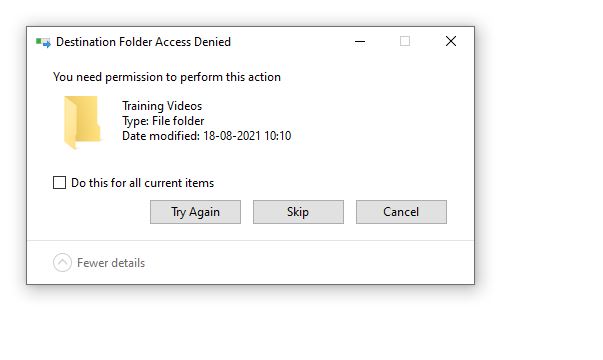 Destination Folder Access Denied
You need permission to perform this action
Training Videos
Type: File folder
Date modified: 18-08-2021 10:10
Do this for all current items
Try Again
Skip
Cancel
Fewer details